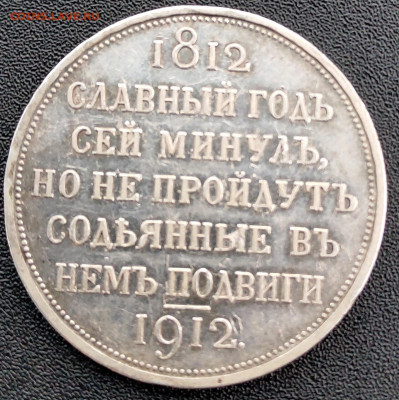 1812
СЛАВНЫЙ ГОДЪ
СЕЙ МИНУЛЪ,
НО НЕ ПРОЙДУТЪ
СОДѢЯННЫЕ ВЪ
НЕМЪ ПОДВИГИ
1912.